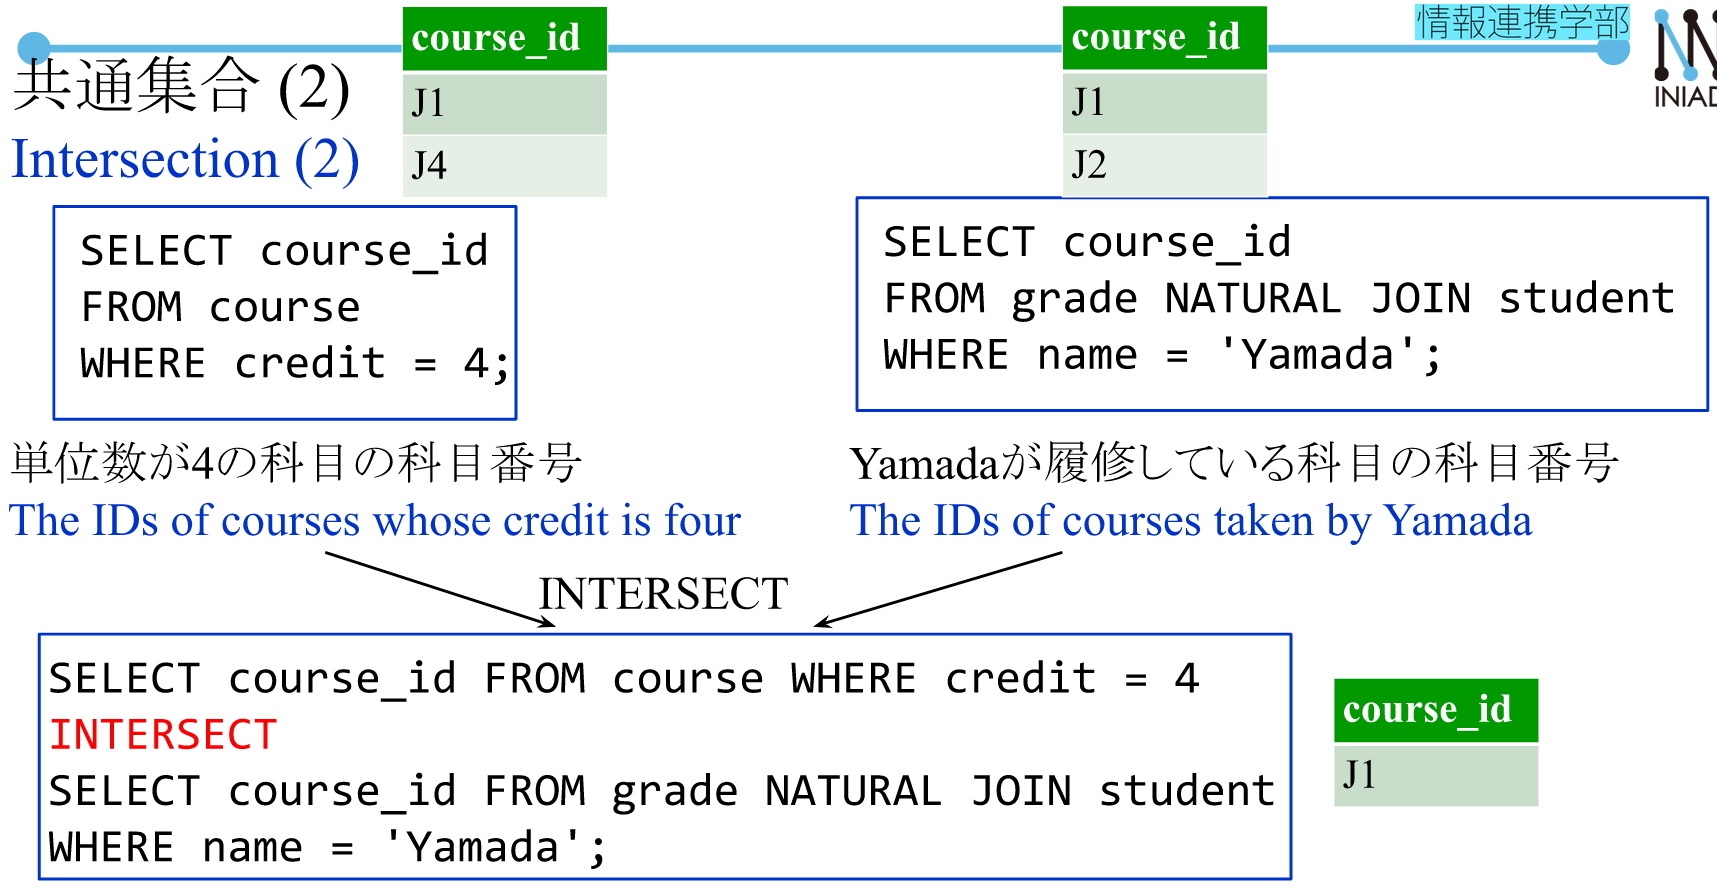 情報連携学部
INIAD
共通集合 (2)
Intersection (2)
course_id
J1
J4
course_id
J1
J2
SELECT course_id
FROM course
WHERE credit = 4;
SELECT course_id
FROM grade NATURAL JOIN student
WHERE name = 'Yamada';
単位数が4の科目の科目番号
The IDs of courses whose credit is four
Yamadaが履修している科目の科目番号
The IDs of courses taken by Yamada
INTERSECT
SELECT course_id FROM course WHERE credit = 4
INTERSECT
SELECT course_id FROM grade NATURAL JOIN student
WHERE name = 'Yamada';
course_id
J1